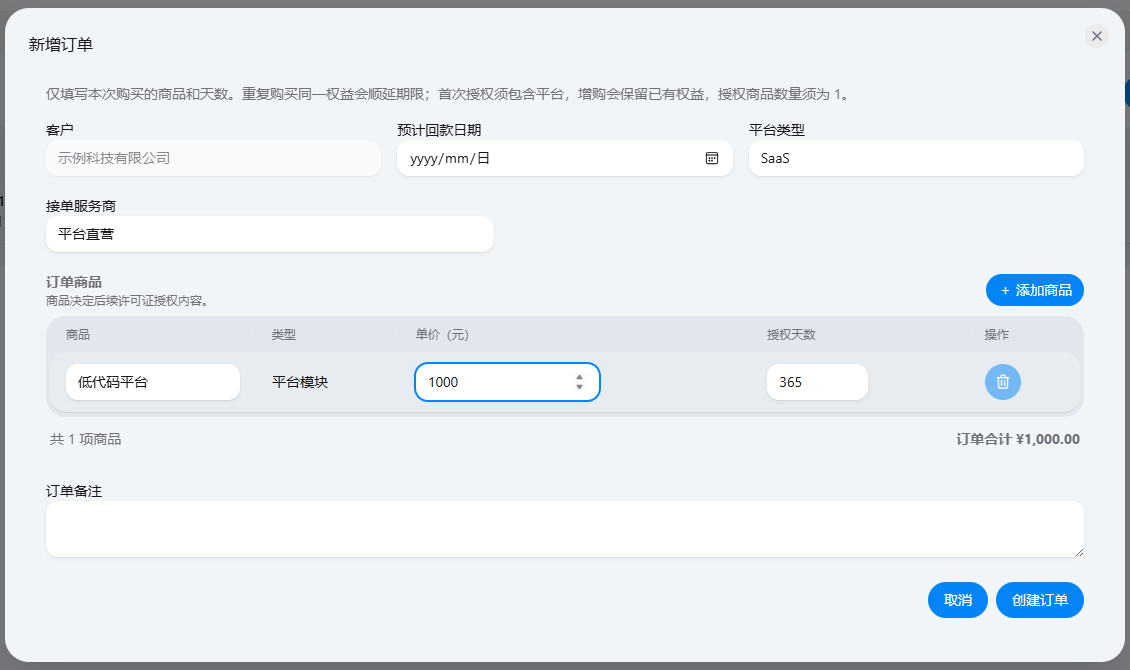 新增订单
仅填写本次购买的商品和天数。重复购买同一权益会顺延期限；首次授权须包含平台，增购会保留已有权益，授权商品数量须为 1。
客户
预计回款日期
平台类型
示例科技有限公司
yyyy/mm/日
SaaS
接单服务商
平台直营
订单商品
商品决定后续许可证授权内容。
+ 添加商品
商品
类型
单价（元）
授权天数
操作
低代码平台
平台模块
1000
365
共 1 项商品
订单合计 ¥1,000.00
订单备注
取消
创建订单